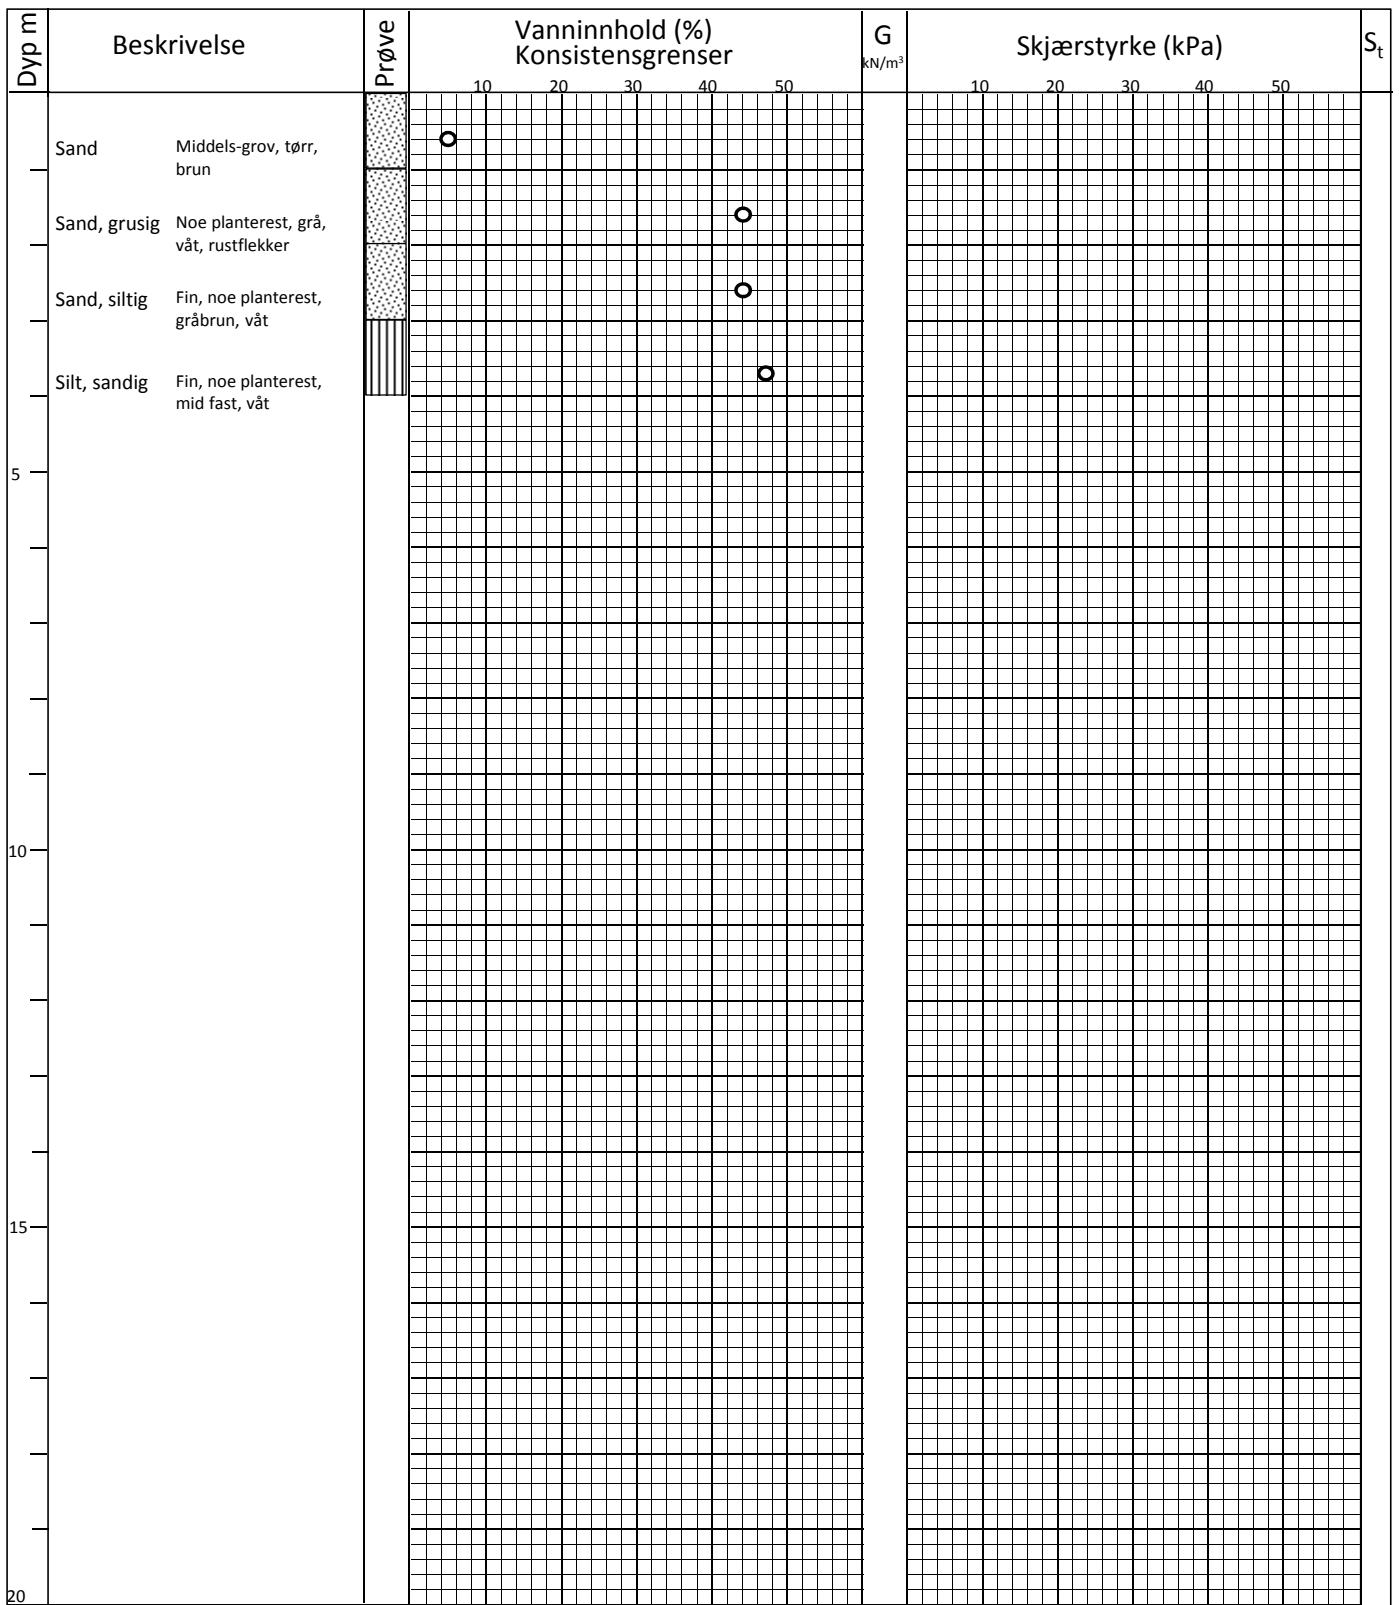 Dyp m
Beskrivelse
Prøve
Vanninnhold (%)
Konsistensgrenser
G
kN/m³
Skjærstyrke (kPa)
Sₜ
10 20 30 40 50
10 20 30 40 50
Sand Middels-grov, tørr,
brun
Sand, grusig Noe planterest, grå,
våt, rustflekker
Sand, siltig Fin, noe planterest,
gråbrun, våt
Silt, sandig Fin, noe planterest,
mid fast, våt
5
10
15
20